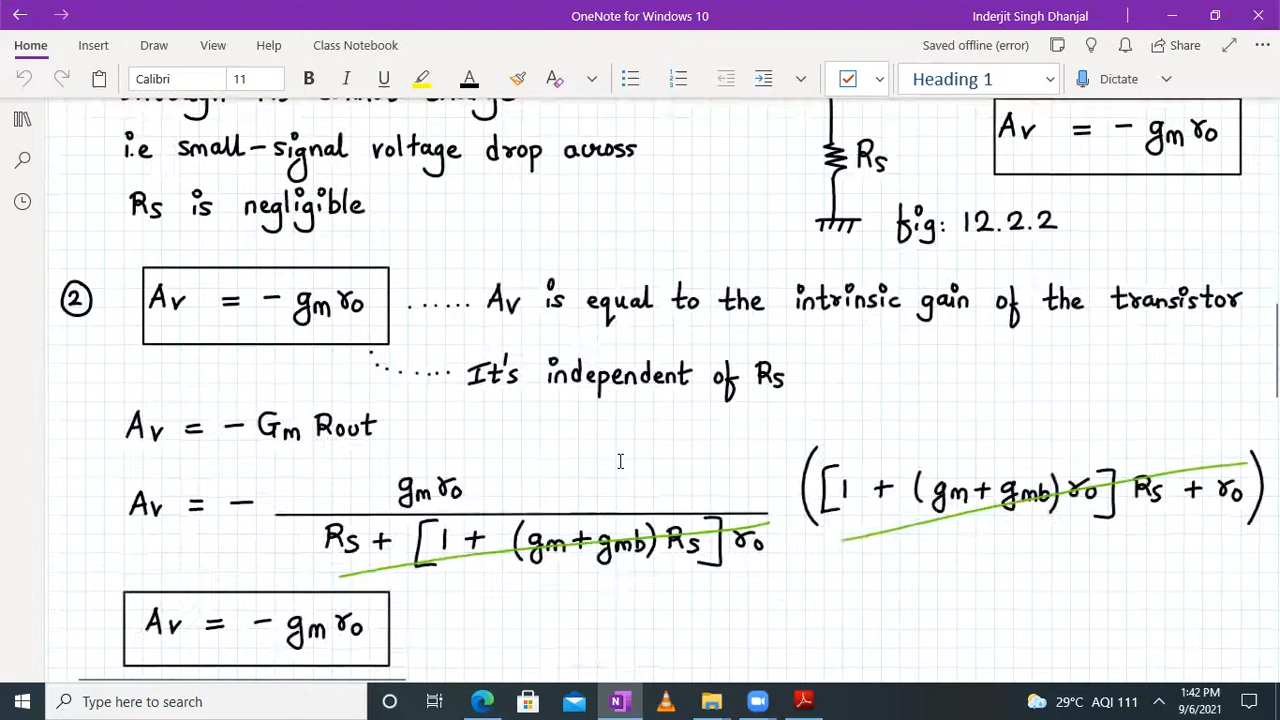 OneNote for Windows 10
Inderjit Singh Dhanjal
Home Insert Draw View Help Class Notebook
Saved offline (error)
Share
Calibri 11 B I U A Heading 1 Dictate
i.e small-signal voltage drop across
Rs is negligible
Rs
fig: 12.2.2
Av = - gm ro
② Av = - gm ro ...... Av is equal to the intrinsic gain of the transistor
........ It's independent of Rs
Av = - Gm Rout
Av = - gm ro / Rs + [1 + (gm + gmb) Rs] ro ([1 + (gm + gmb) ro] Rs + ro)
Av = - gm ro
Type here to search
29°C AQI 111
1:42 PM
9/6/2021